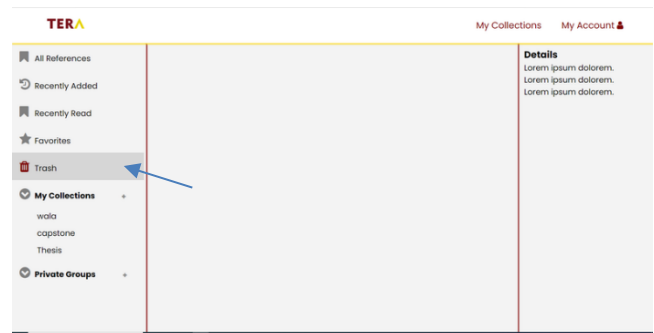 TERA
My Collections My Account
All References
Recently Added
Recently Read
Favorites
Trash
My Collections +
wala
capstone
Thesis
Private Groups +
Details
Lorem ipsum dolorem.
Lorem ipsum dolorem.
Lorem ipsum dolorem.